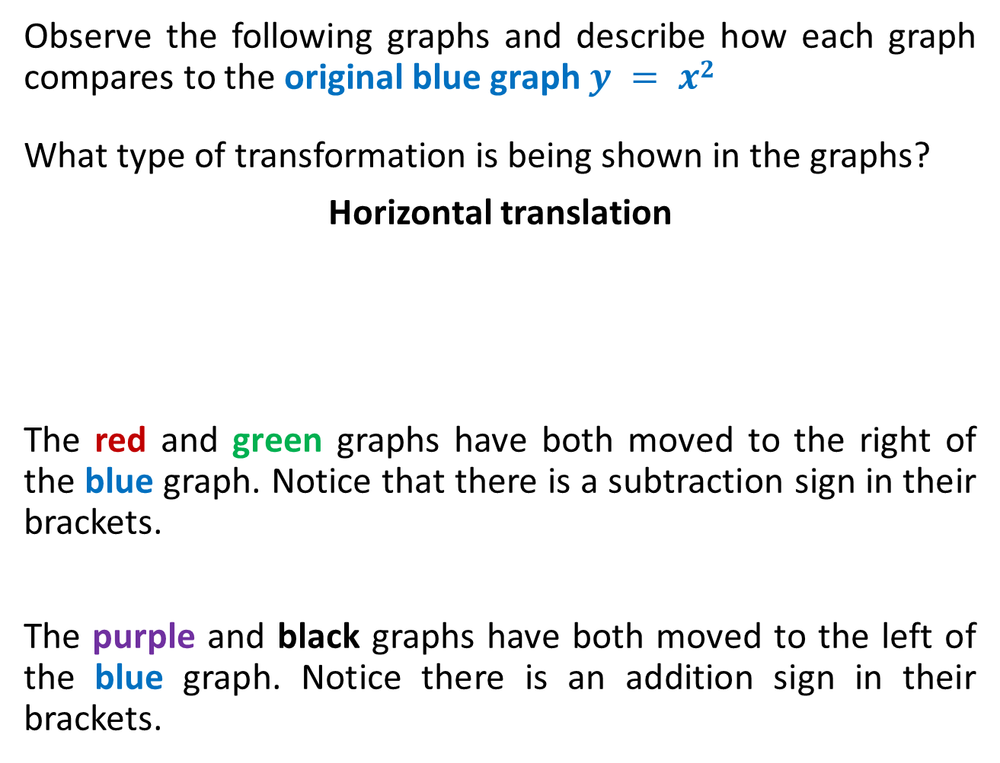 Observe the following graphs and describe how each graph
compares to the original blue graph y = x²
What type of transformation is being shown in the graphs?
Horizontal translation
The red and green graphs have both moved to the right of
the blue graph. Notice that there is a subtraction sign in their
brackets.
The purple and black graphs have both moved to the left of
the blue graph. Notice there is an addition sign in their
brackets.